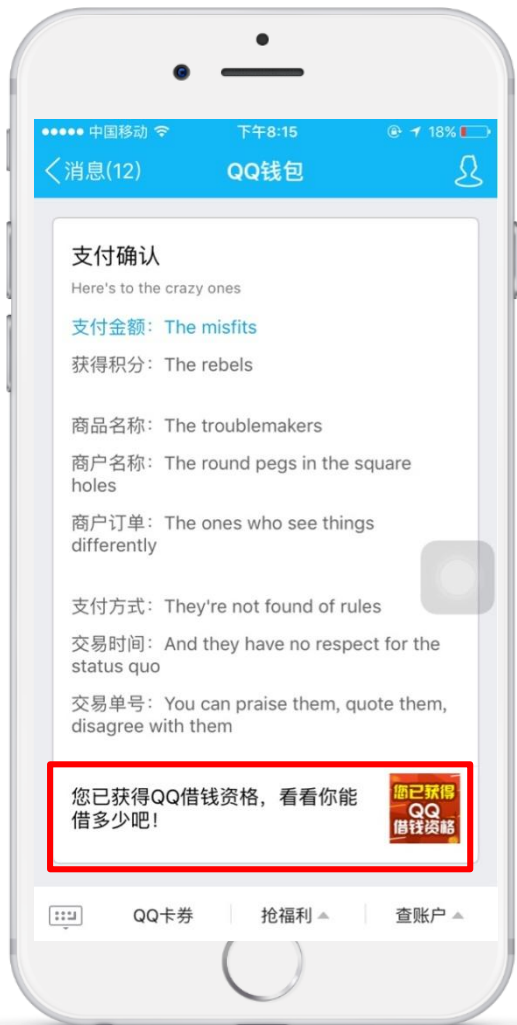 中国移动 下午8:15 18%
消息(12) QQ钱包
支付确认
Here's to the crazy ones
支付金额：The misfits
获得积分：The rebels
商品名称：The troublemakers
商户名称：The round pegs in the square
holes
商户订单：The ones who see things
differently
支付方式：They're not found of rules
交易时间：And they have no respect for the
status quo
交易单号：You can praise them, quote them,
disagree with them
您已获得QQ借钱资格，看看你能
借多少吧！
您已获得
QQ
借钱资格
QQ卡券 抢福利 查账户